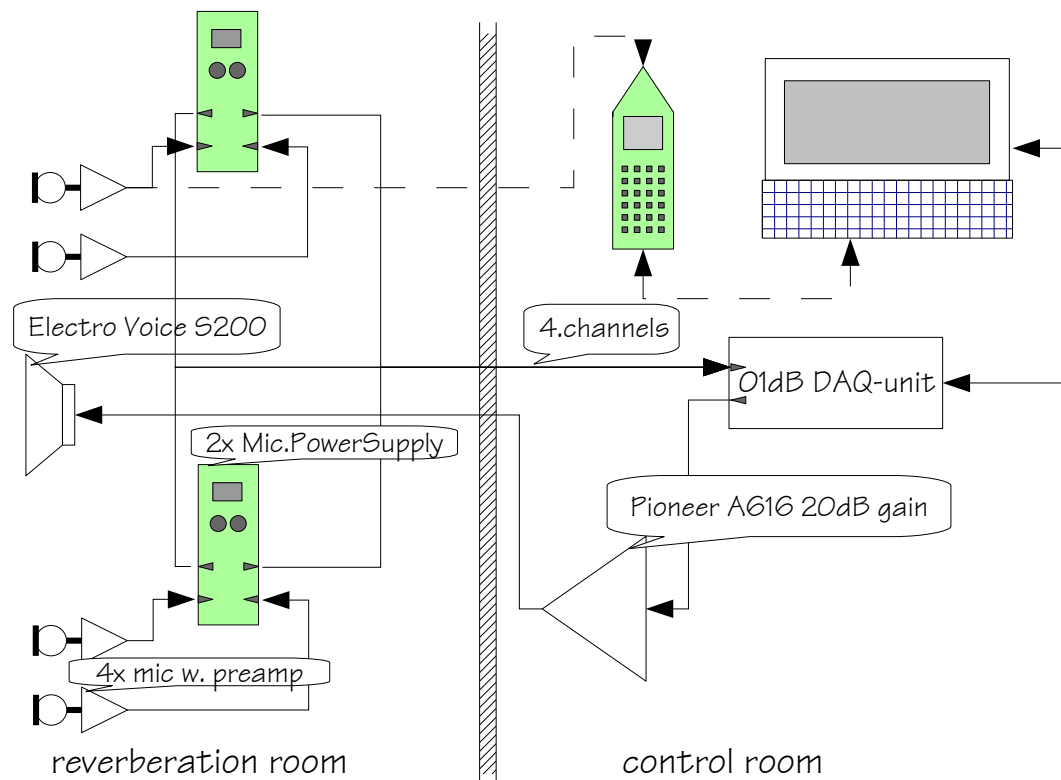 Electro Voice S200
4.channels
01dB DAQ-unit
2x Mic.PowerSupply
Pioneer A616 20dB gain
4x mic w. preamp
reverberation room
control room